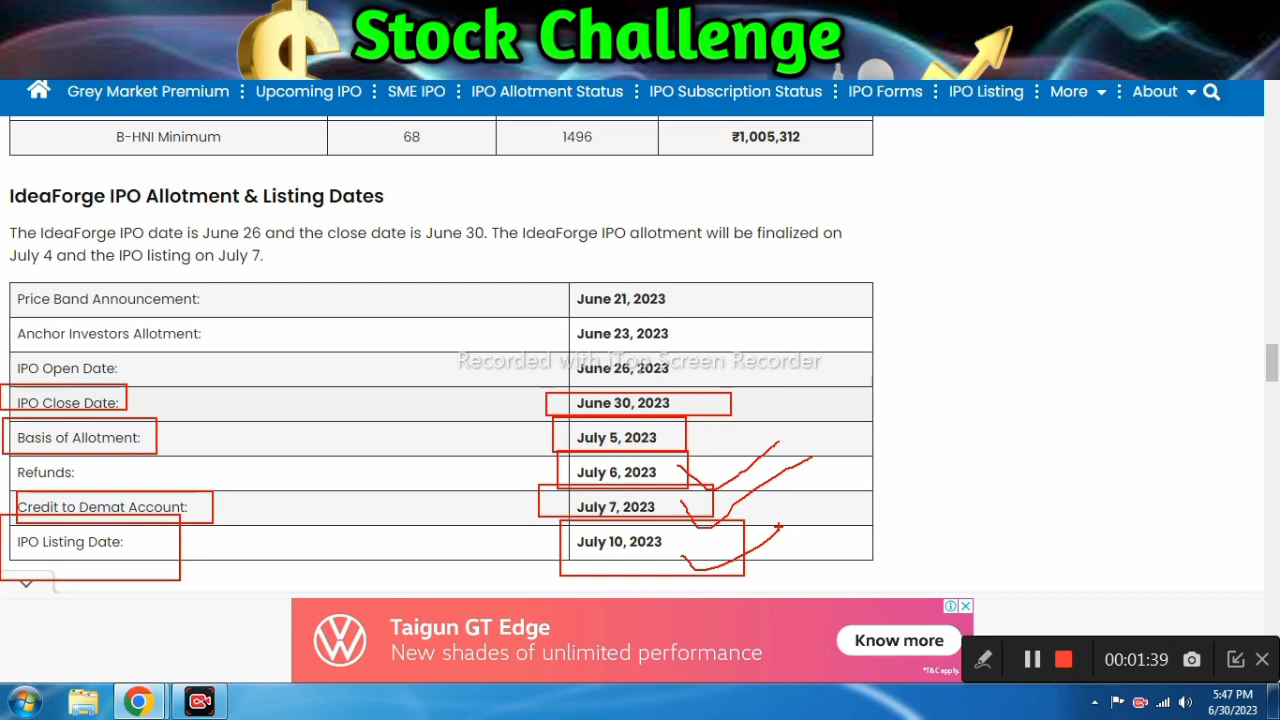 Stock Challenge
Grey Market Premium Upcoming IPO SME IPO IPO Allotment Status IPO Subscription Status IPO Forms IPO Listing More About
B-HNI Minimum 68 1496 ₹1,005,312
IdeaForge IPO Allotment & Listing Dates
The IdeaForge IPO date is June 26 and the close date is June 30. The IdeaForge IPO allotment will be finalized on
July 4 and the IPO listing on July 7.
Price Band Announcement: June 21, 2023
Anchor Investors Allotment: June 23, 2023
Recorded with iTop Screen Recorder
IPO Open Date: June 26, 2023
IPO Close Date: June 30, 2023
Basis of Allotment: July 5, 2023
Refunds: July 6, 2023
Credit to Demat Account: July 7, 2023
IPO Listing Date: July 10, 2023
Taigun GT Edge
New shades of unlimited performance
Know more
*T&C apply.
00:01:39
5:47 PM
6/30/2023